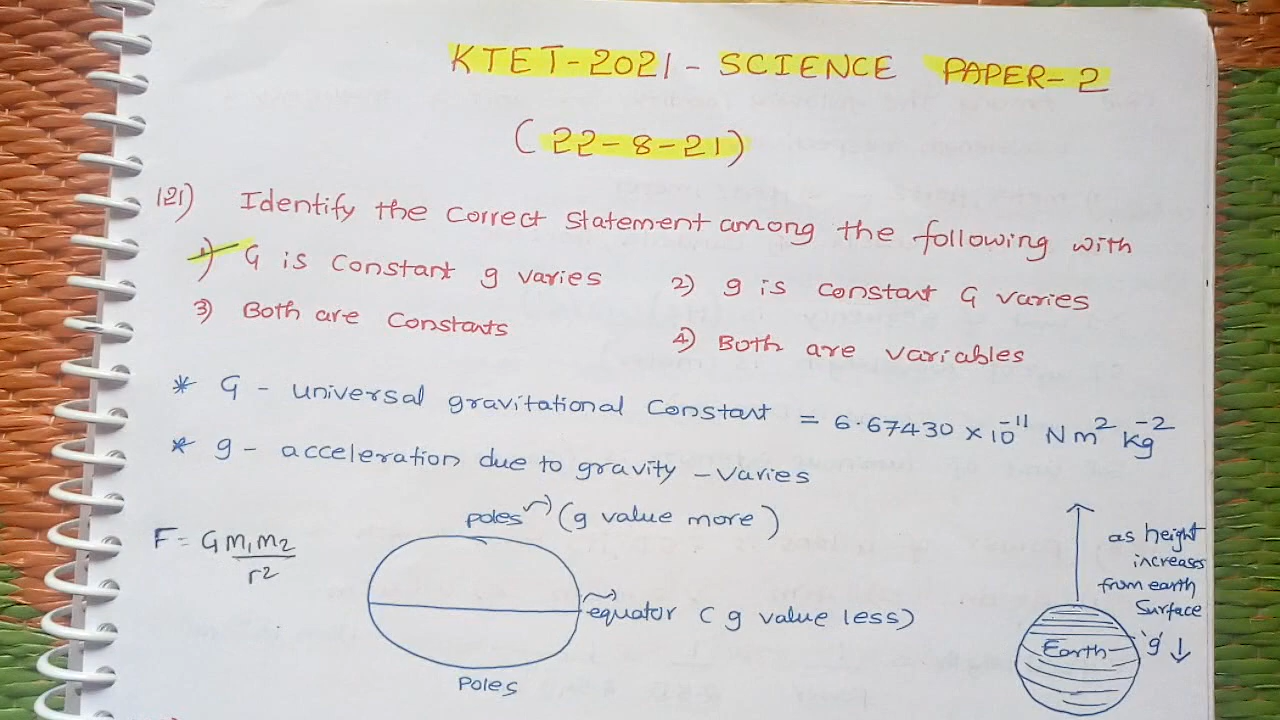 KTET-2021 - SCIENCE PAPER-2
(22-8-21)
121) Identify the correct statement among the following with
1) G is constant g varies 2) g is constant G varies
3) Both are constants 4) Both are variables
* G - universal gravitational constant = 6.67430 × 10⁻¹¹ N m² kg⁻²
* g - acceleration due to gravity - varies
poles (g value more)
F = G m₁ m₂ / r²
equator (g value less)
Poles
as height
increases
from earth
Surface
'g' ↓
Earth